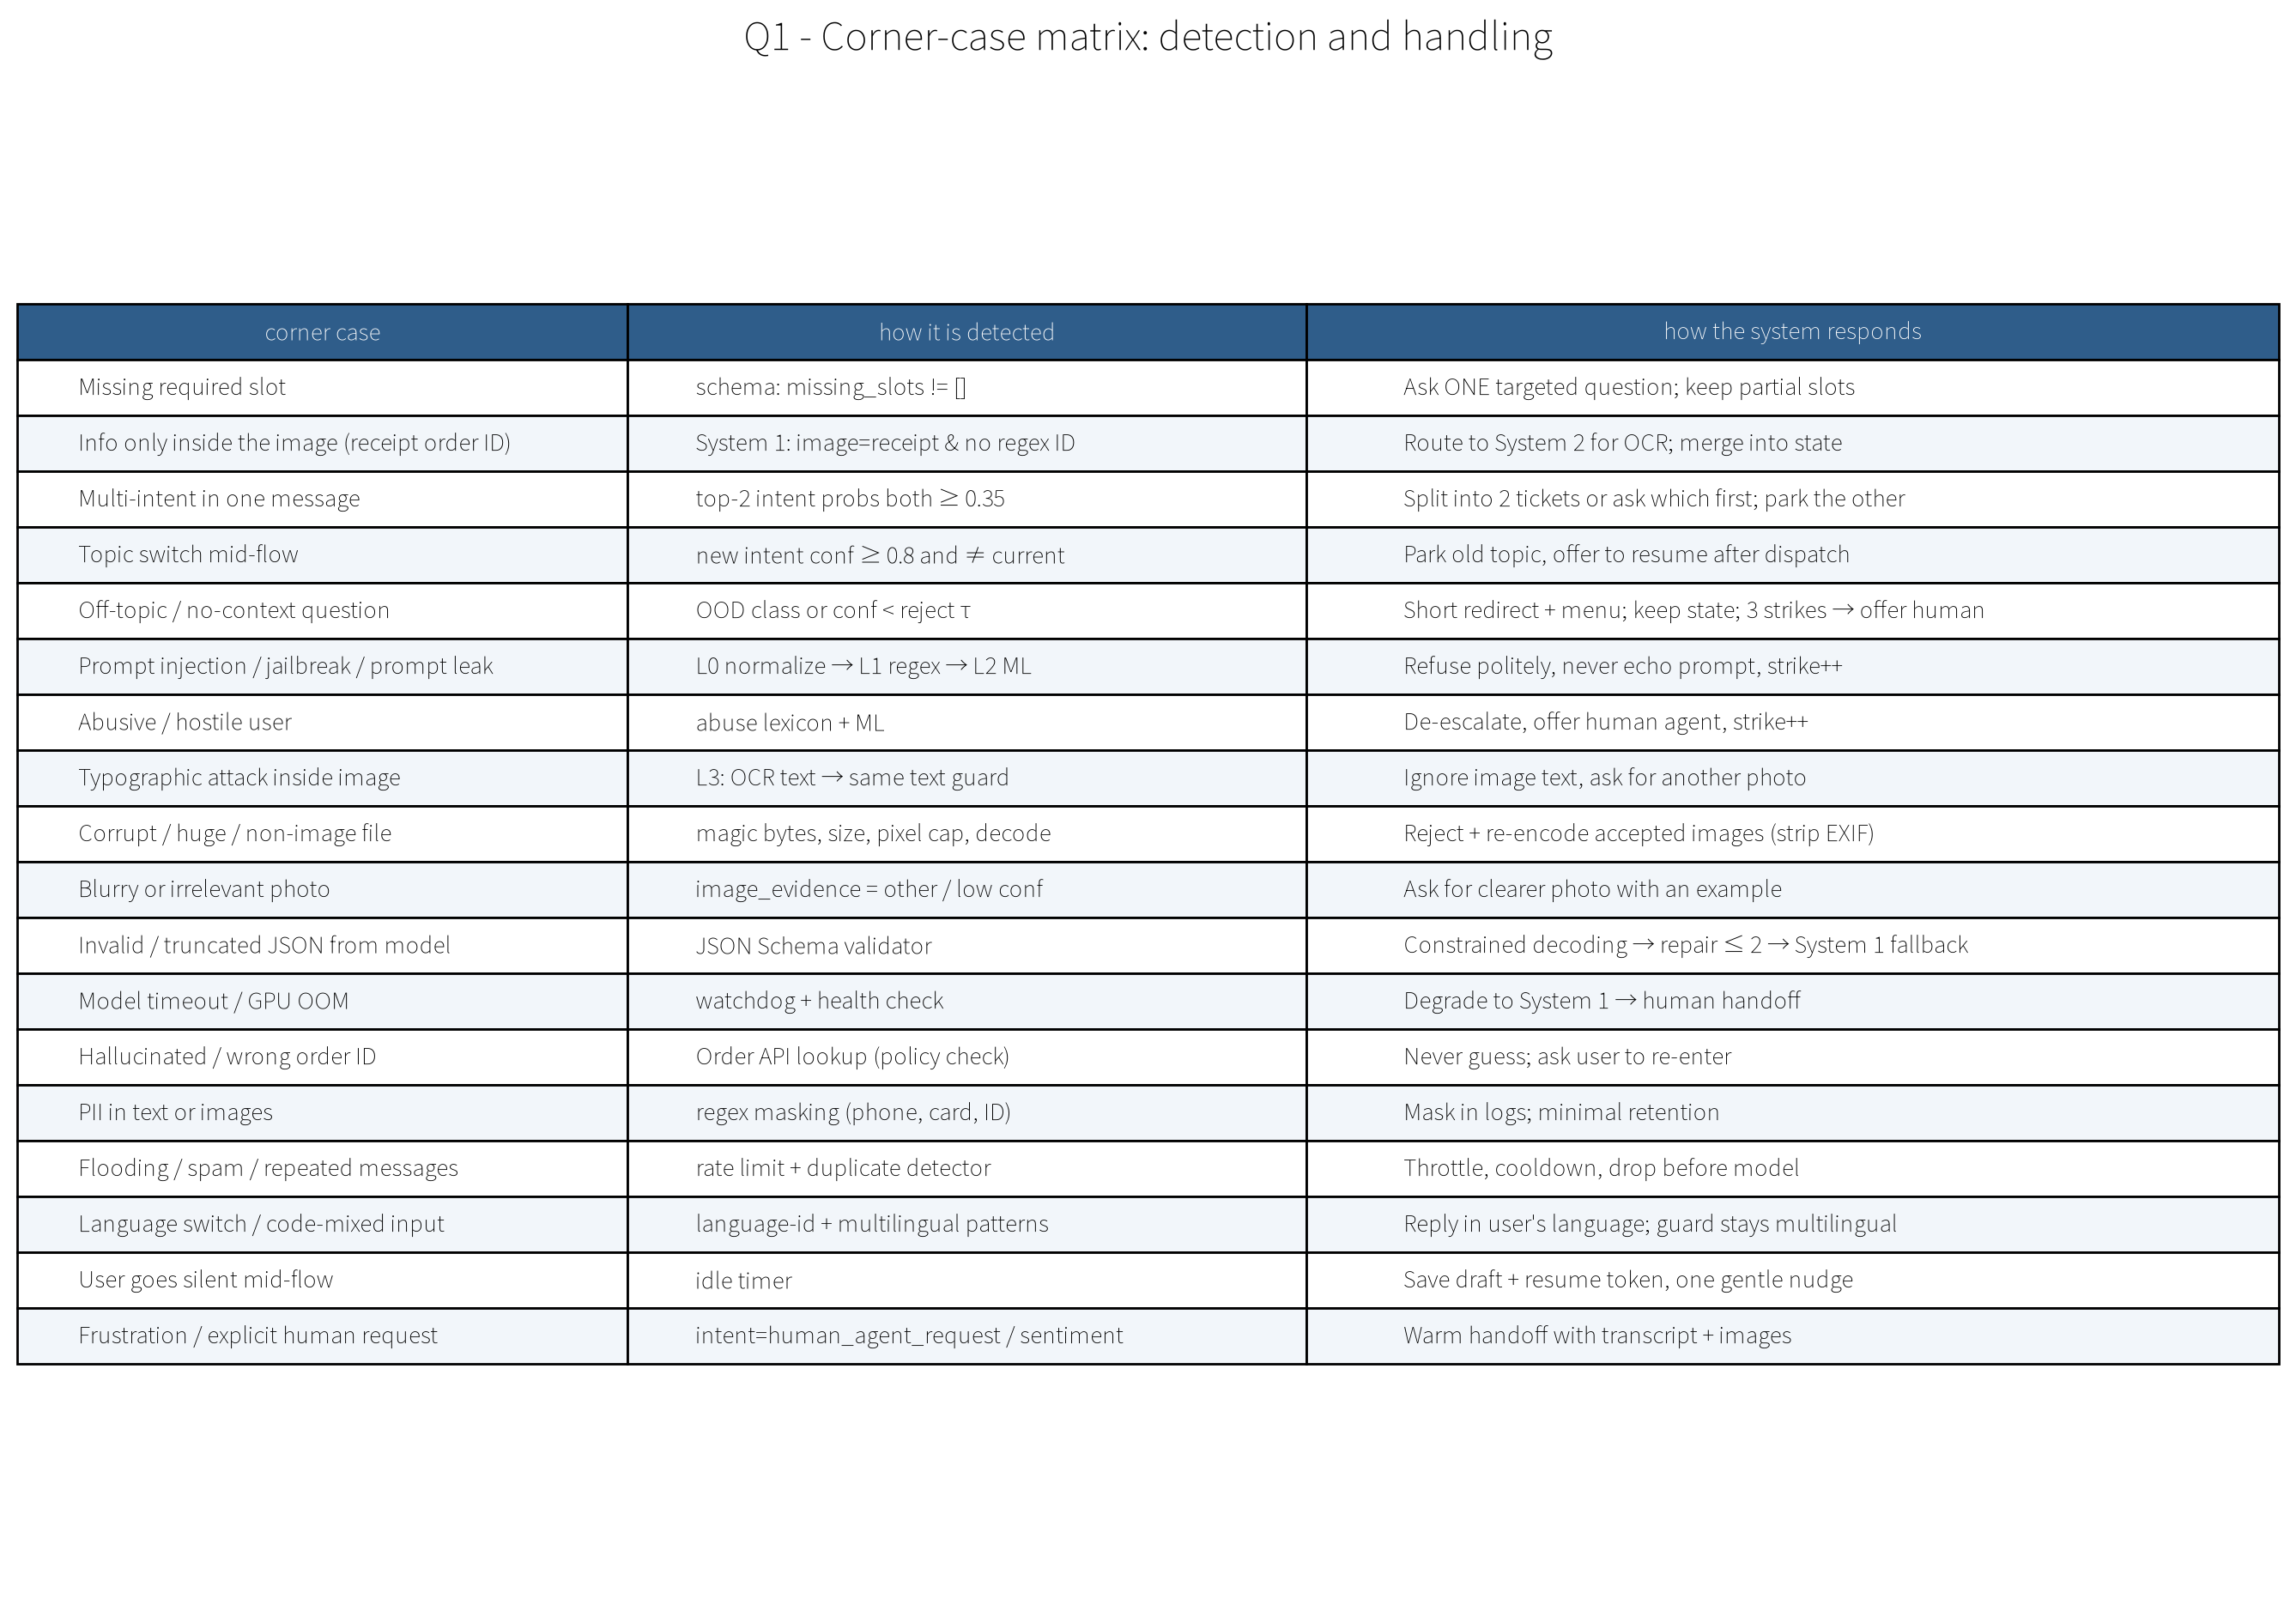 Q1 - Corner-case matrix: detection and handling
corner case how it is detected how the system responds
Missing required slot schema: missing_slots != [] Ask ONE targeted question; keep partial slots
Info only inside the image (receipt order ID) System 1: image=receipt & no regex ID Route to System 2 for OCR; merge into state
Multi-intent in one message top-2 intent probs both ≥ 0.35 Split into 2 tickets or ask which first; park the other
Topic switch mid-flow new intent conf ≥ 0.8 and ≠ current Park old topic, offer to resume after dispatch
Off-topic / no-context question OOD class or conf < reject τ Short redirect + menu; keep state; 3 strikes → offer human
Prompt injection / jailbreak / prompt leak L0 normalize → L1 regex → L2 ML Refuse politely, never echo prompt, strike++
Abusive / hostile user abuse lexicon + ML De-escalate, offer human agent, strike++
Typographic attack inside image L3: OCR text → same text guard Ignore image text, ask for another photo
Corrupt / huge / non-image file magic bytes, size, pixel cap, decode Reject + re-encode accepted images (strip EXIF)
Blurry or irrelevant photo image_evidence = other / low conf Ask for clearer photo with an example
Invalid / truncated JSON from model JSON Schema validator Constrained decoding → repair ≤ 2 → System 1 fallback
Model timeout / GPU OOM watchdog + health check Degrade to System 1 → human handoff
Hallucinated / wrong order ID Order API lookup (policy check) Never guess; ask user to re-enter
PII in text or images regex masking (phone, card, ID) Mask in logs; minimal retention
Flooding / spam / repeated messages rate limit + duplicate detector Throttle, cooldown, drop before model
Language switch / code-mixed input language-id + multilingual patterns Reply in user's language; guard stays multilingual
User goes silent mid-flow idle timer Save draft + resume token, one gentle nudge
Frustration / explicit human request intent=human_agent_request / sentiment Warm handoff with transcript + images